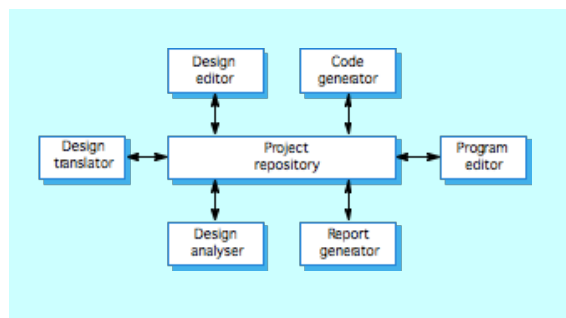 Design
editor
Code
generator
Design
translator
Project
repository
Program
editor
Design
analyser
Report
generator